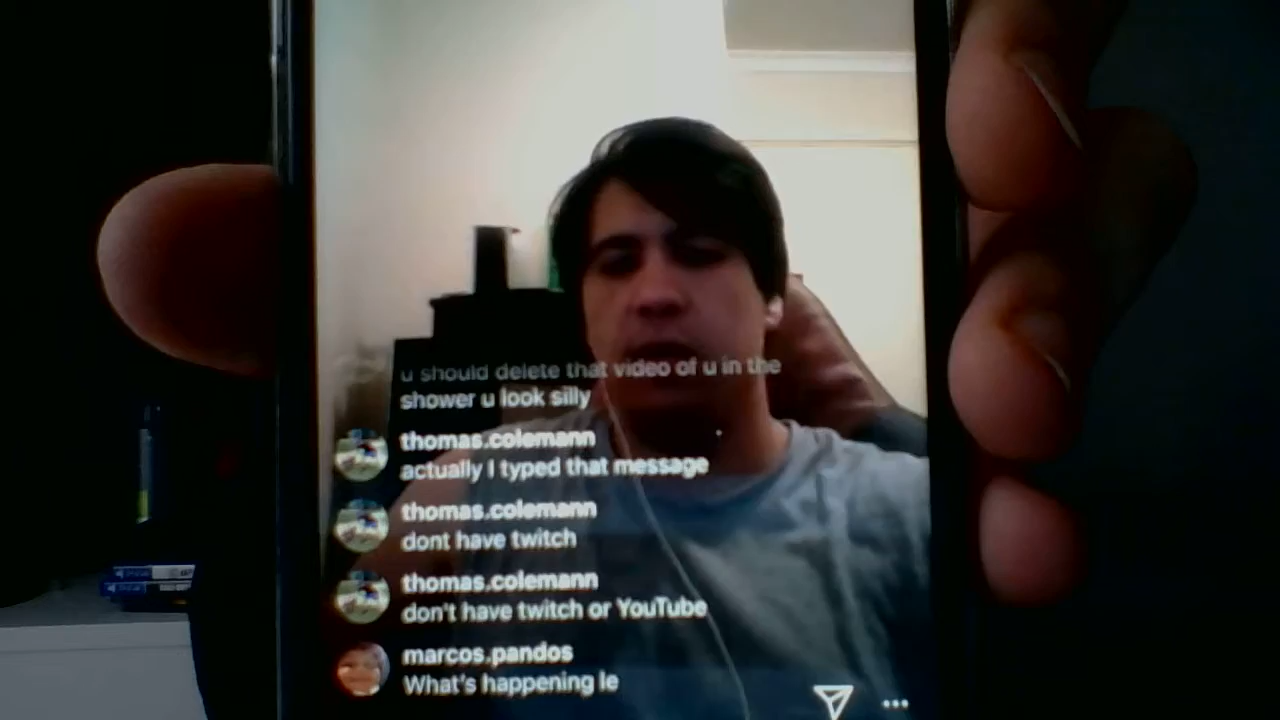 u should delete that video of u in the
shower u look silly
thomas.colemann
actually I typed that message
thomas.colemann
dont have twitch
thomas.colemann
don't have twitch or YouTube
marcos.pandos
What's happening le